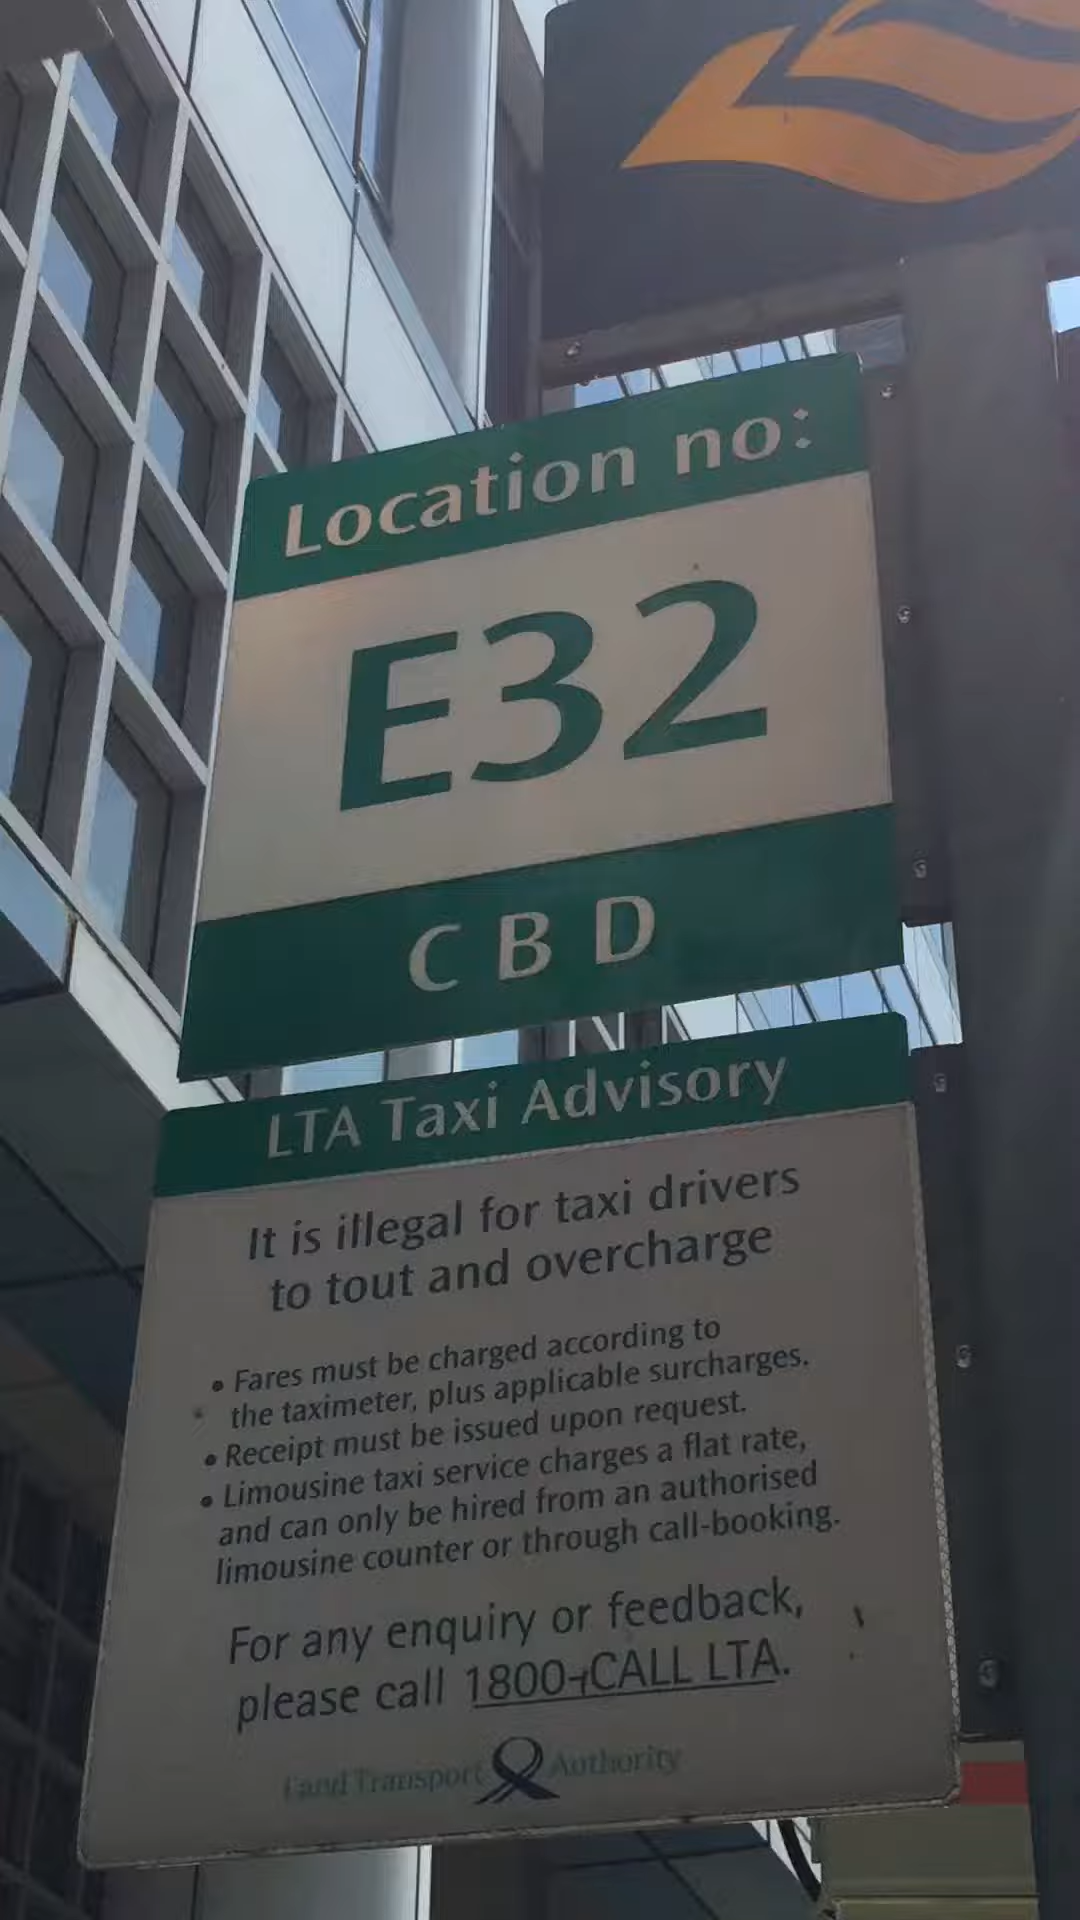 Location no:
E32
CBD
LTA Taxi Advisory
It is illegal for taxi drivers
to tout and overcharge
• Fares must be charged according to
the taximeter, plus applicable surcharges.
• Receipt must be issued upon request.
• Limousine taxi service charges a flat rate,
and can only be hired from an authorised
limousine counter or through call-booking.
For any enquiry or feedback,
please call 1800-CALL LTA.
Land Transport Authority